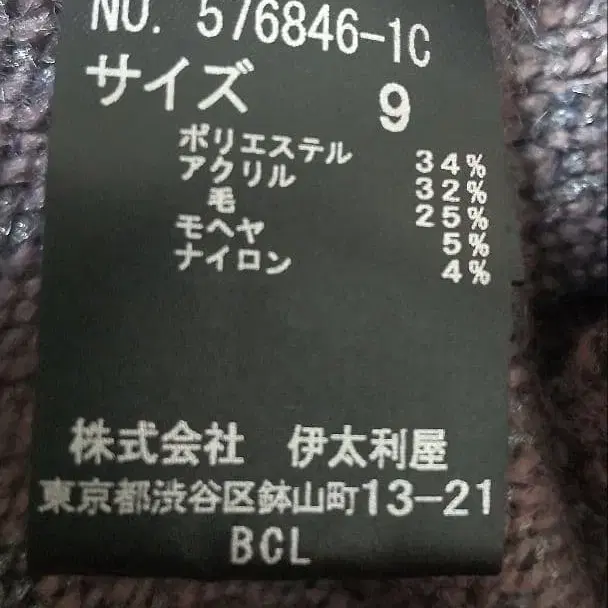 NO. 576846-1C
サイズ 9
ポリエステル 34%
アクリル 32%
毛 25%
モヘヤ 5%
ナイロン 4%
株式会社 伊太利屋
東京都渋谷区鉢山町13-21
BCL